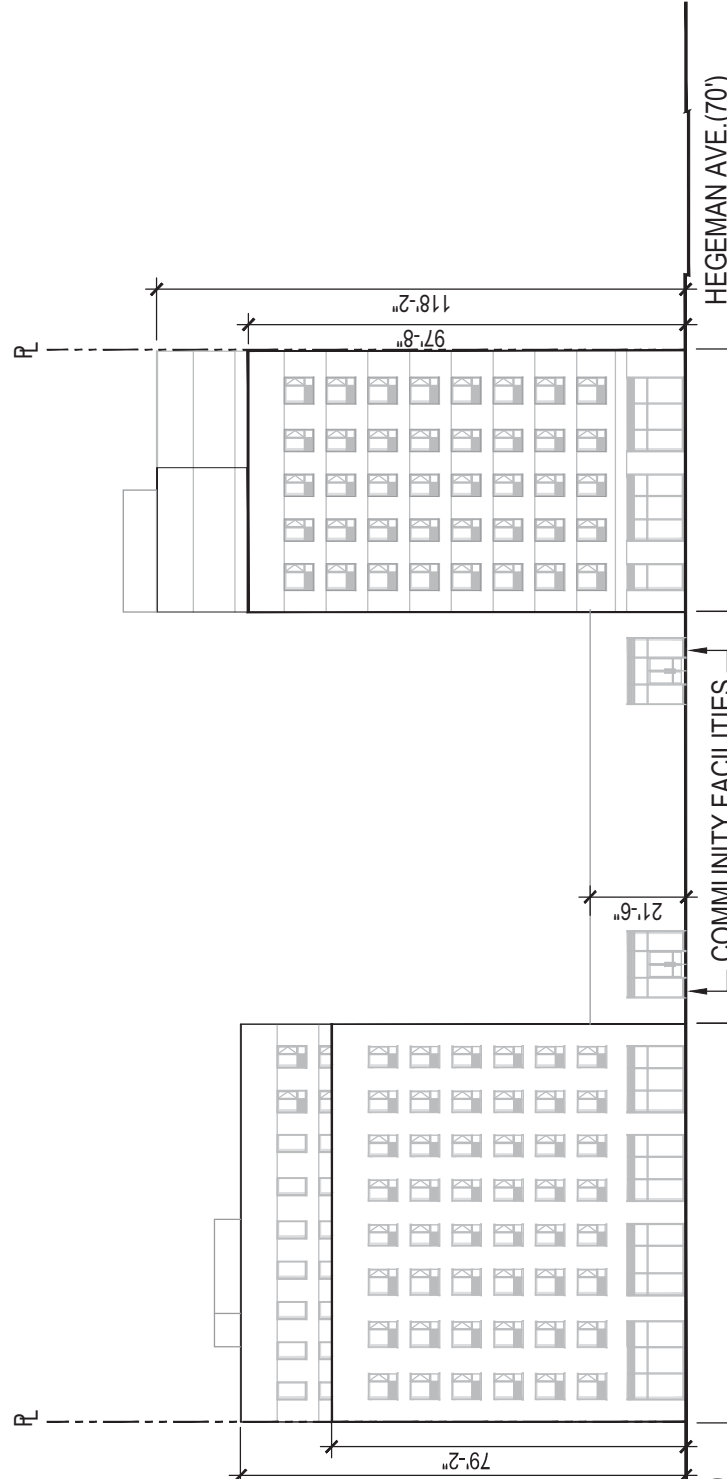 PL
PL
118'-2"
97'-8"
21'-6"
79'-2"
HEGEMAN AVE.(70')
COMMUNITY FACILITIES